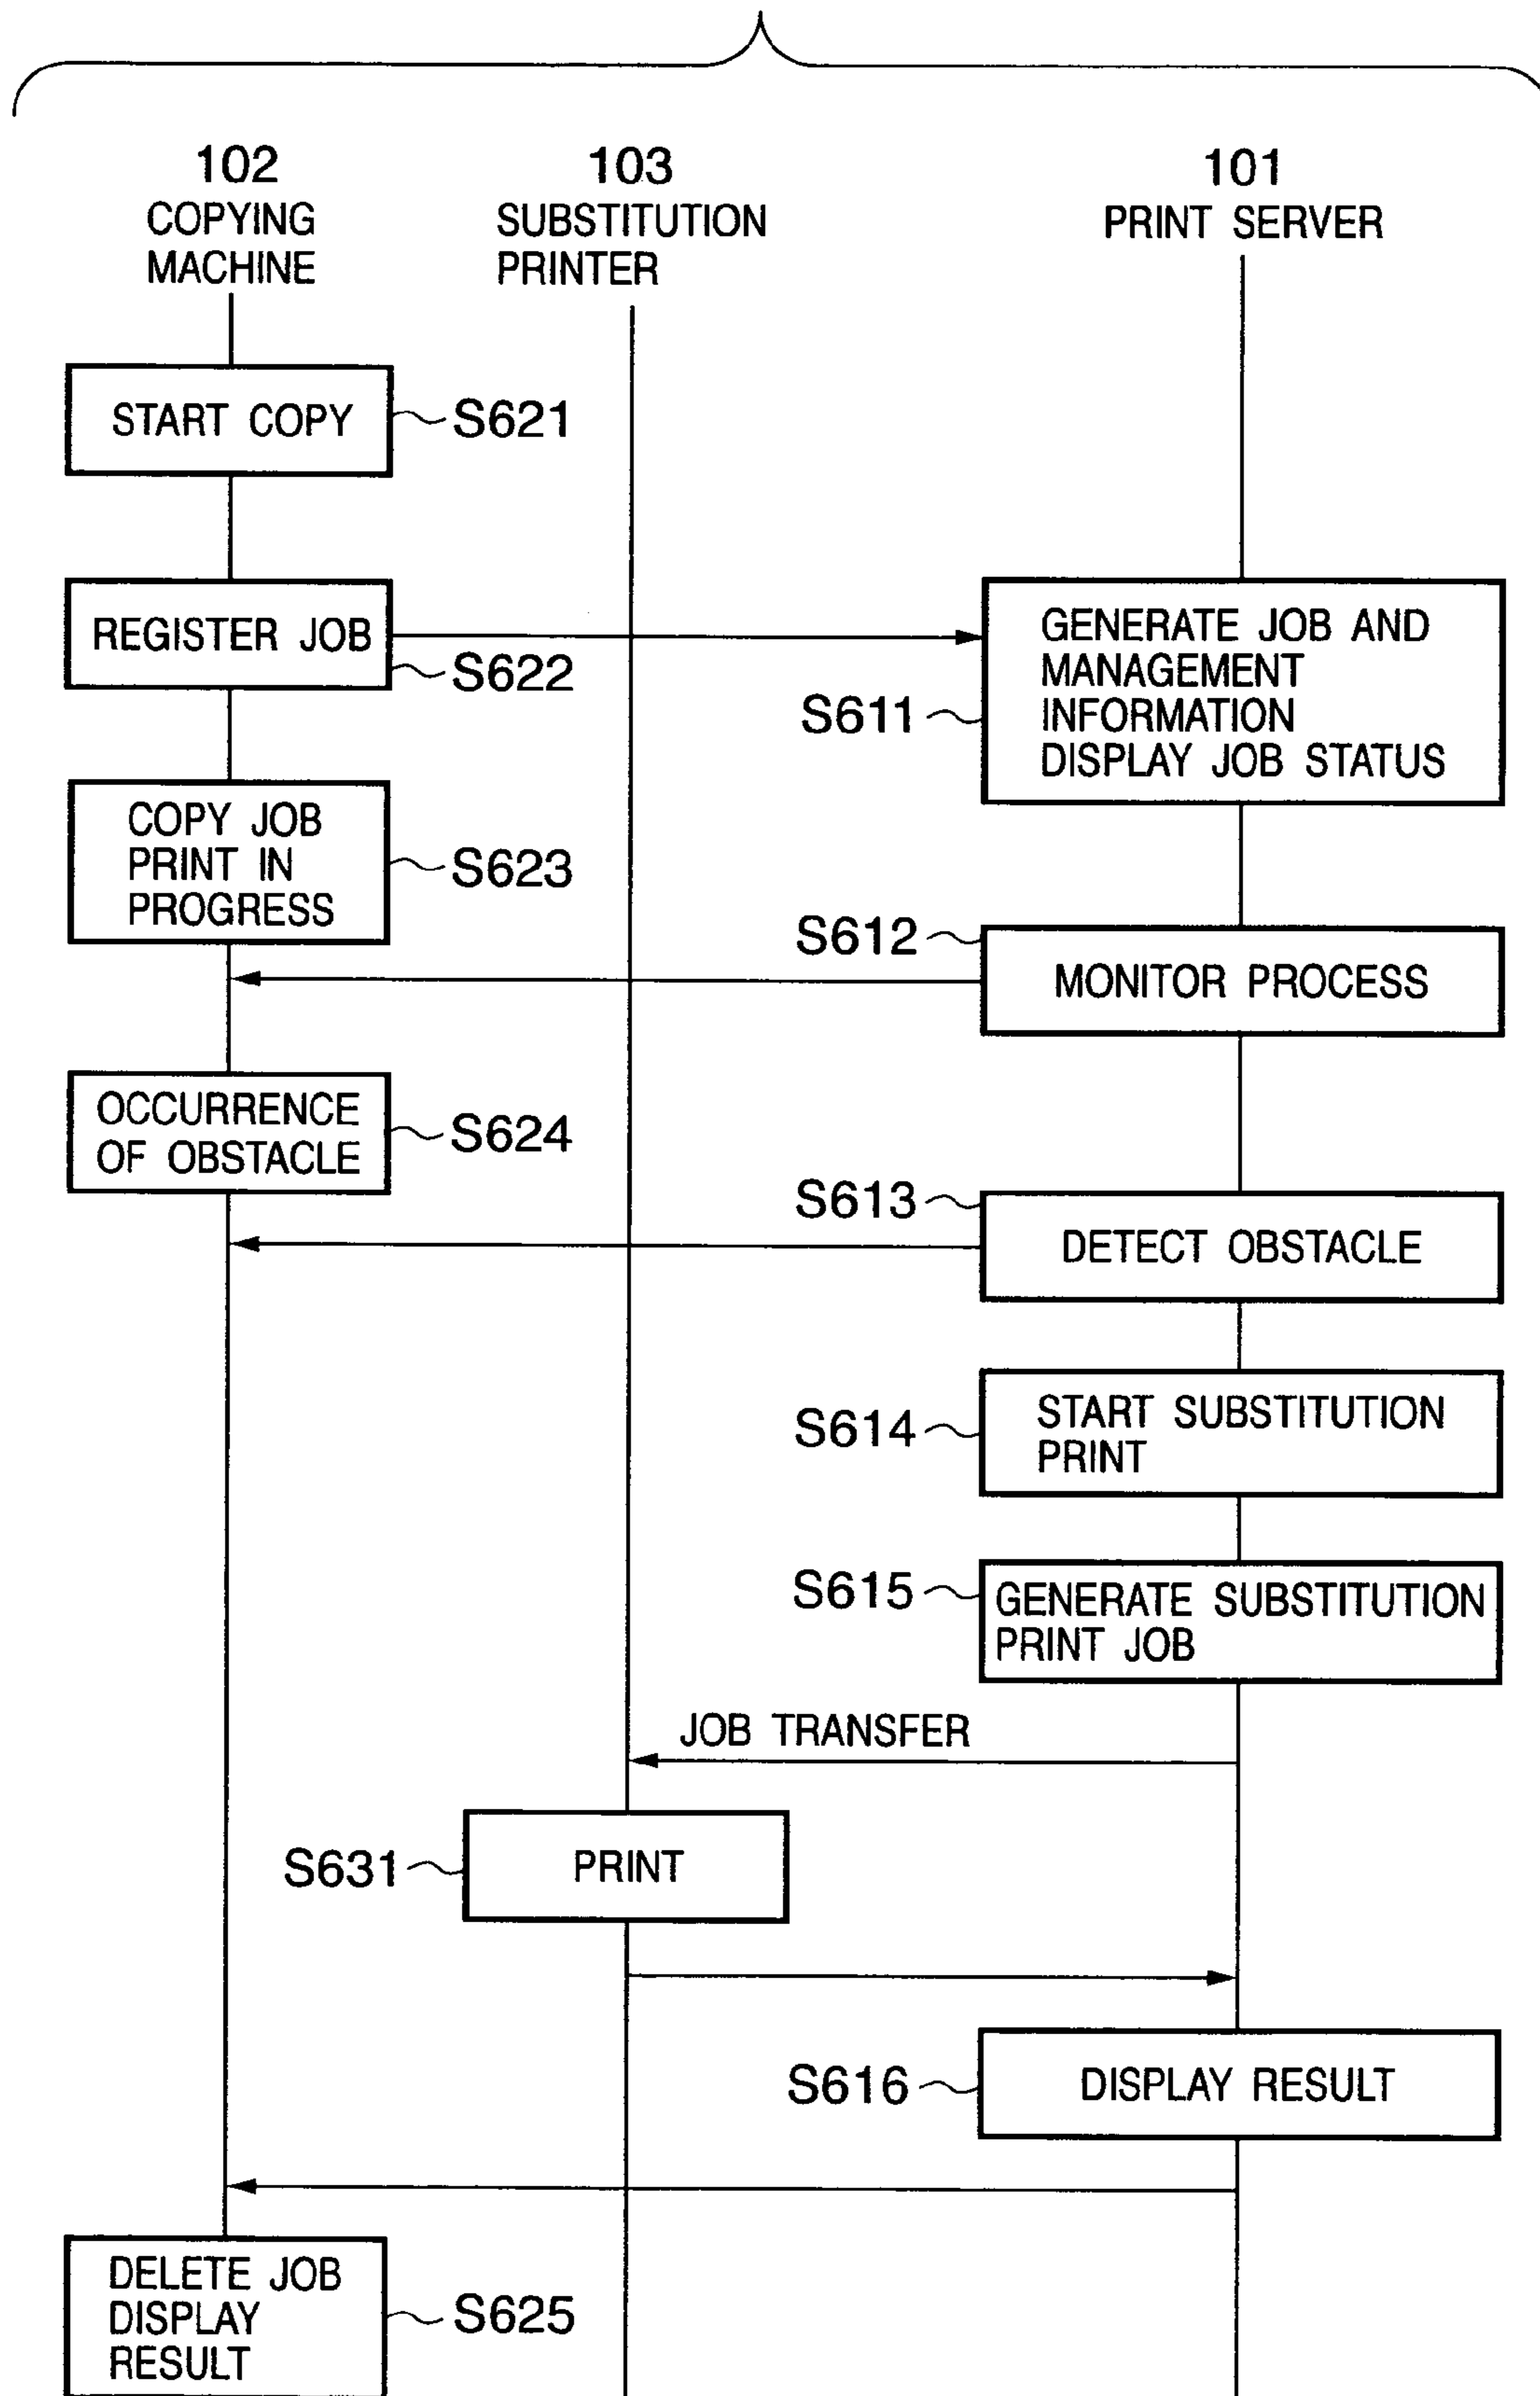 102
COPYING
MACHINE
103
SUBSTITUTION
PRINTER
101
PRINT SERVER
START COPY
S621
REGISTER JOB
S622
GENERATE JOB AND
MANAGEMENT
INFORMATION
DISPLAY JOB STATUS
S611
COPY JOB
PRINT IN
PROGRESS
S623
S612
MONITOR PROCESS
OCCURRENCE
OF OBSTACLE
S624
S613
DETECT OBSTACLE
S614
START SUBSTITUTION
PRINT
S615
GENERATE SUBSTITUTION
PRINT JOB
JOB TRANSFER
S631
PRINT
S616
DISPLAY RESULT
DELETE JOB
DISPLAY
RESULT
S625